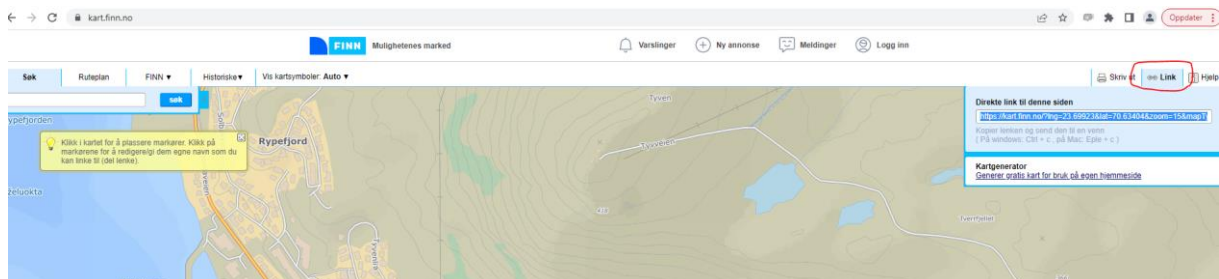 kart.finn.no
Oppdater
FINN Mulighetenes marked
Varslinger
Ny annonse
Meldinger
Logg inn
Søk
Ruteplan
FINN ▼
Historiske▼
Vis kartsymboler: Auto ▼
Skriv ut
Link
Hjelp
søk
Direkte link til denne siden
https://kart.finn.no/?lng=23.69923&lat=70.63404&zoom=15&mapT
Kopier lenken og send den til en venn
( På windows: Ctrl + c , på Mac: Eple + c )
Kartgenerator
Generer gratis kart for bruk på egen hjemmeside
Klikk i kartet for å plassere markører. Klikk på
markørene for å redigere/gi dem egne navn som du
kan linke til (del lenke).
ypefjorden
Rypefjord
Tyven
Tyvveien